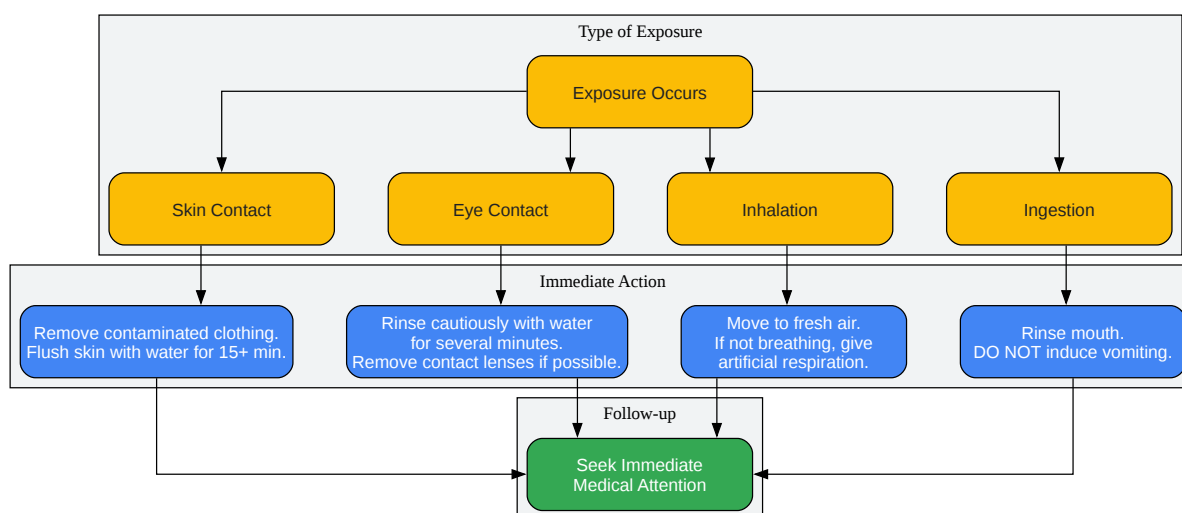 Type of Exposure
Exposure Occurs
Skin Contact
Eye Contact
Inhalation
Ingestion
Immediate Action
Remove contaminated clothing.
Flush skin with water for 15+ min.
Rinse cautiously with water
for several minutes.
Remove contact lenses if possible.
Move to fresh air.
If not breathing, give
artificial respiration.
Rinse mouth.
DO NOT induce vomiting.
Follow-up
Seek Immediate
Medical Attention